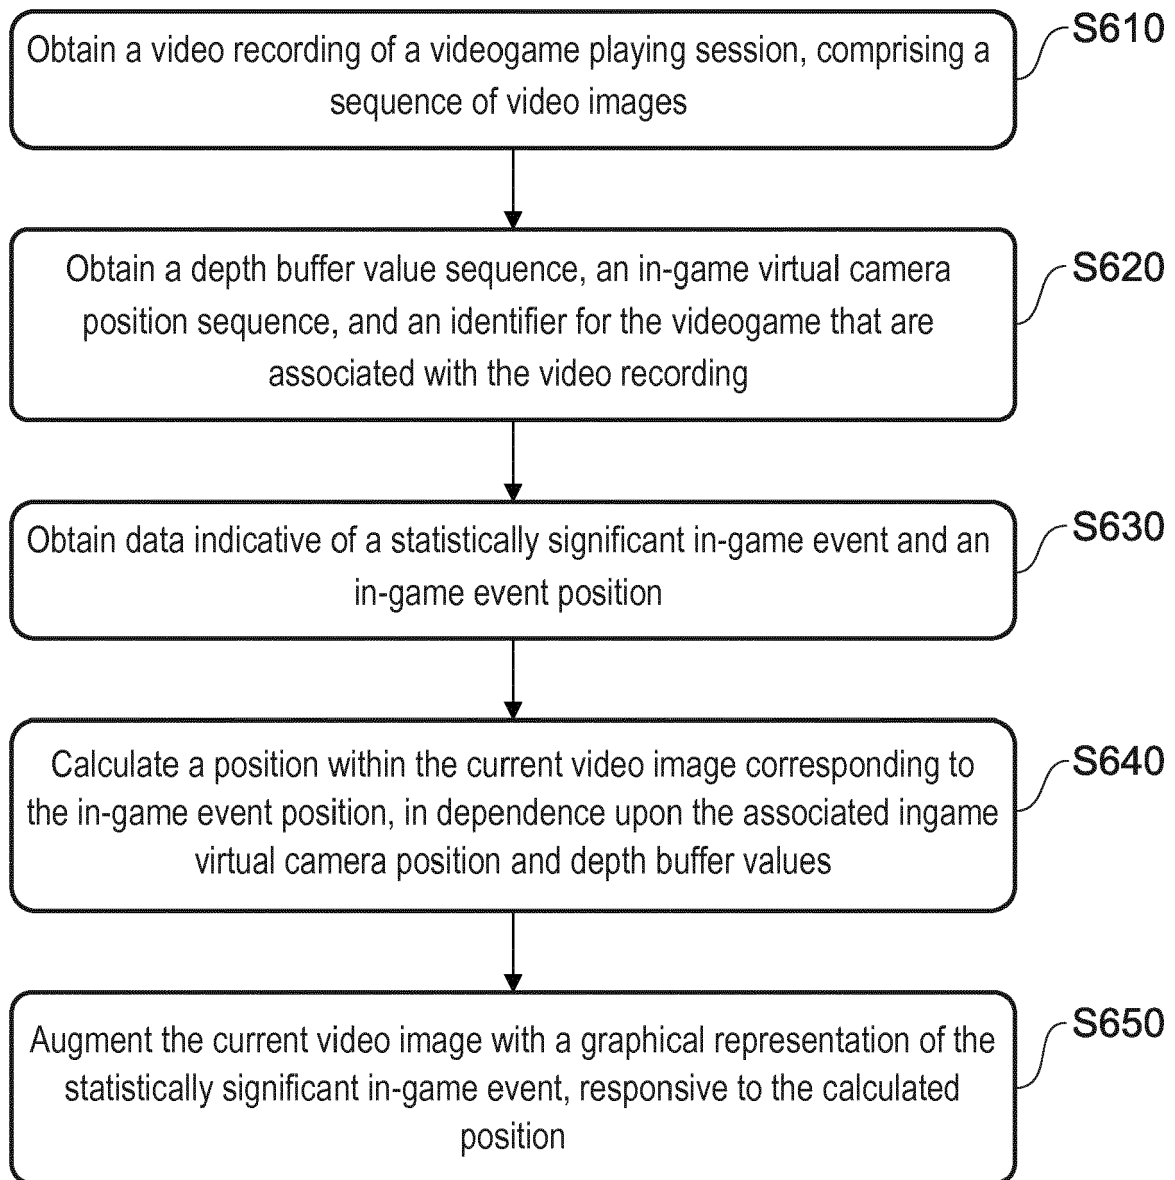 Obtain a video recording of a videogame playing session, comprising a
sequence of video images
S610
Obtain a depth buffer value sequence, an in-game virtual camera
position sequence, and an identifier for the videogame that are
associated with the video recording
S620
Obtain data indicative of a statistically significant in-game event and an
in-game event position
S630
Calculate a position within the current video image corresponding to
the in-game event position, in dependence upon the associated ingame
virtual camera position and depth buffer values
S640
Augment the current video image with a graphical representation of the
statistically significant in-game event, responsive to the calculated
position
S650